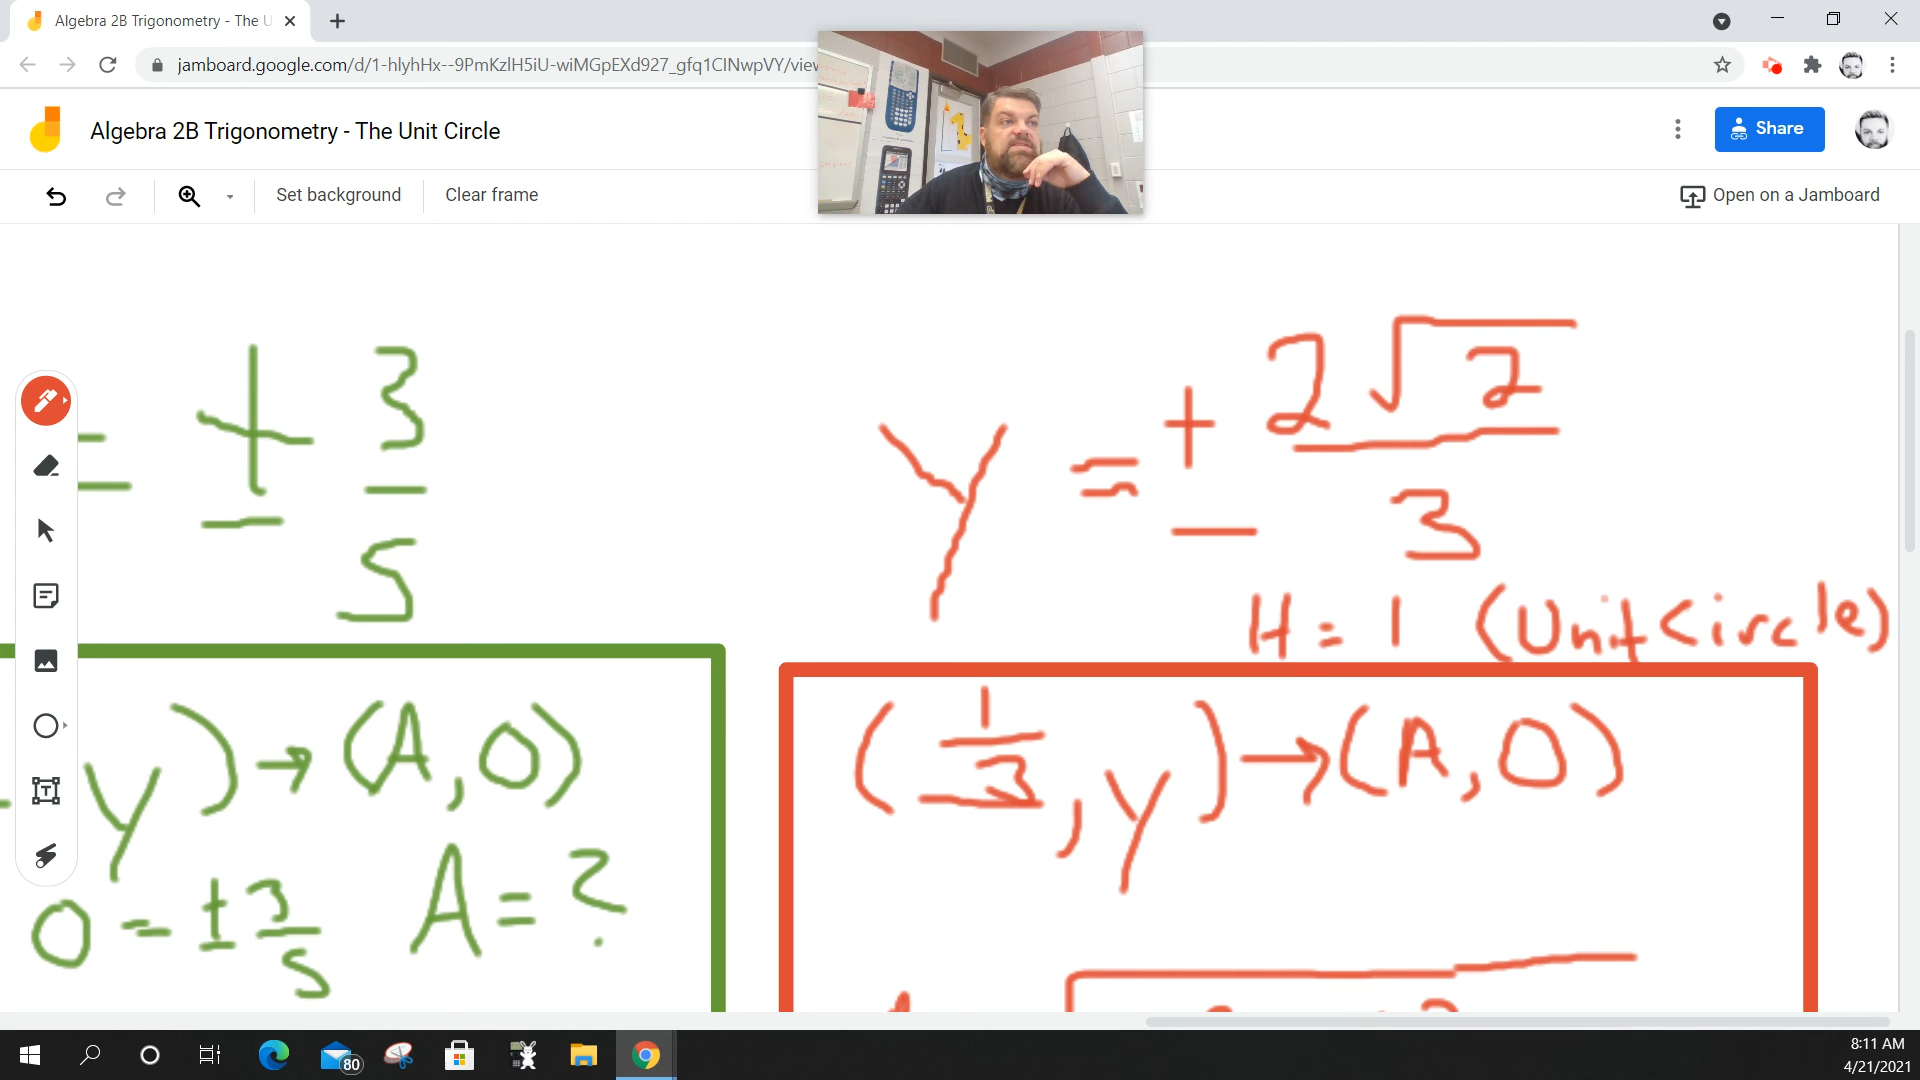 Algebra 2B Trigonometry - The U
jamboard.google.com/d/1-hlyhHx--9PmKzlH5iU-wiMGpEXd927_gfq1ClNwpVY/view
Algebra 2B Trigonometry - The Unit Circle
Share
Set background
Clear frame
Open on a Jamboard
= ± 3/5
y = ± 2√2/3
H = 1 (Unit Circle)
y) → (A, O)
O = ± 3/5 A = ?
(1/3, y) → (A, O)
80
8:11 AM
4/21/2021